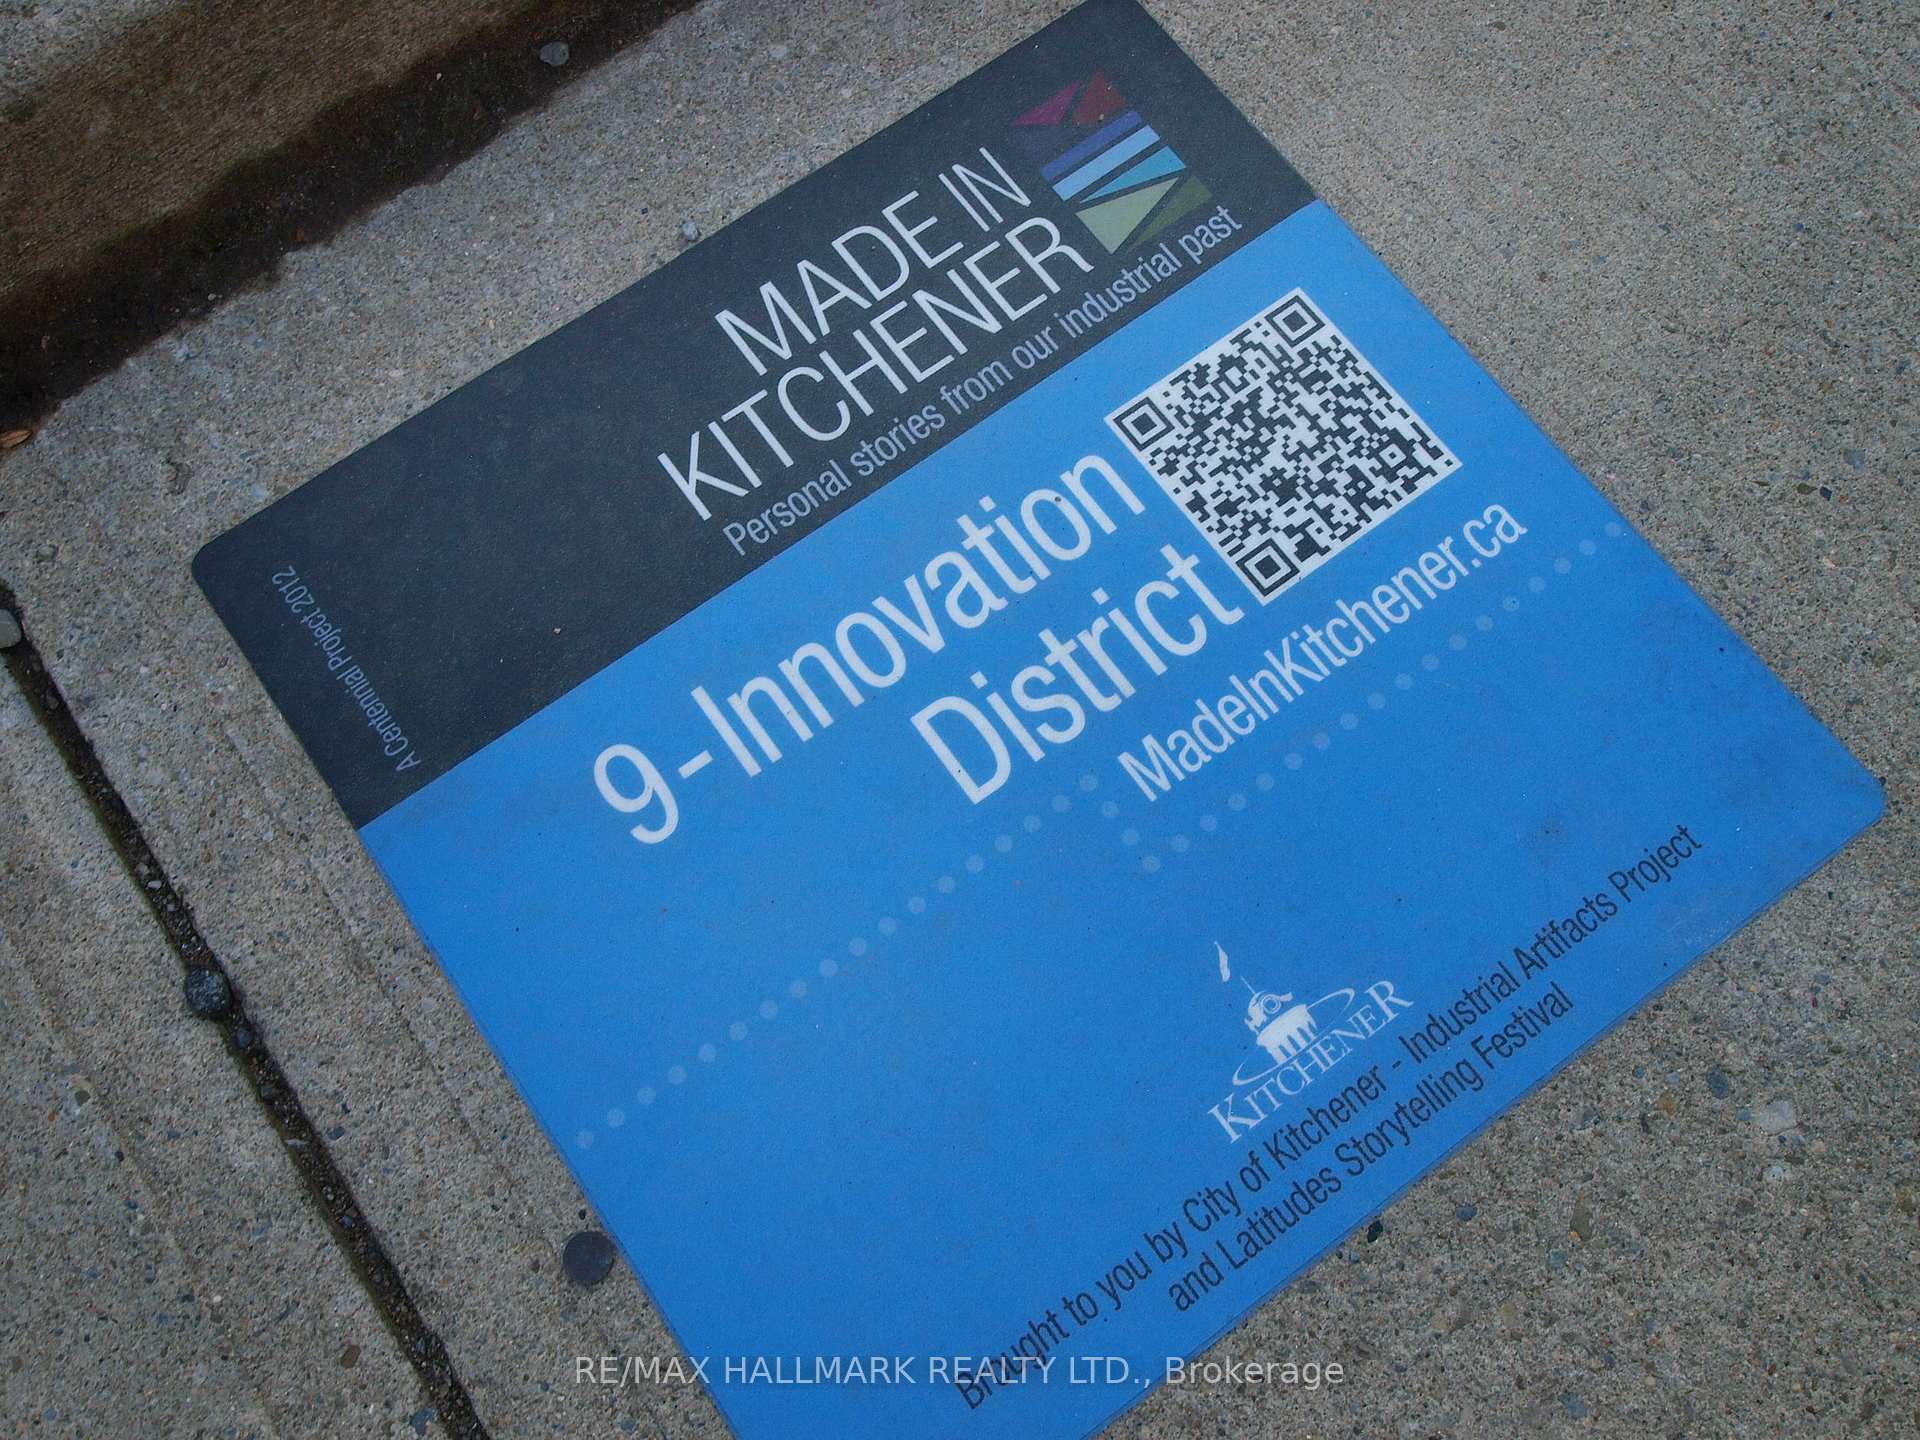 MADE IN
KITCHENER
Personal stories from our industrial past
A Centennial Project 2012
9 - Innovation
District
MadeInKitchener.ca
KITCHENER
Brought to you by City of Kitchener - Industrial Artifacts Project
and Latitudes Storytelling Festival
RE/MAX HALLMARK REALTY LTD., Brokerage